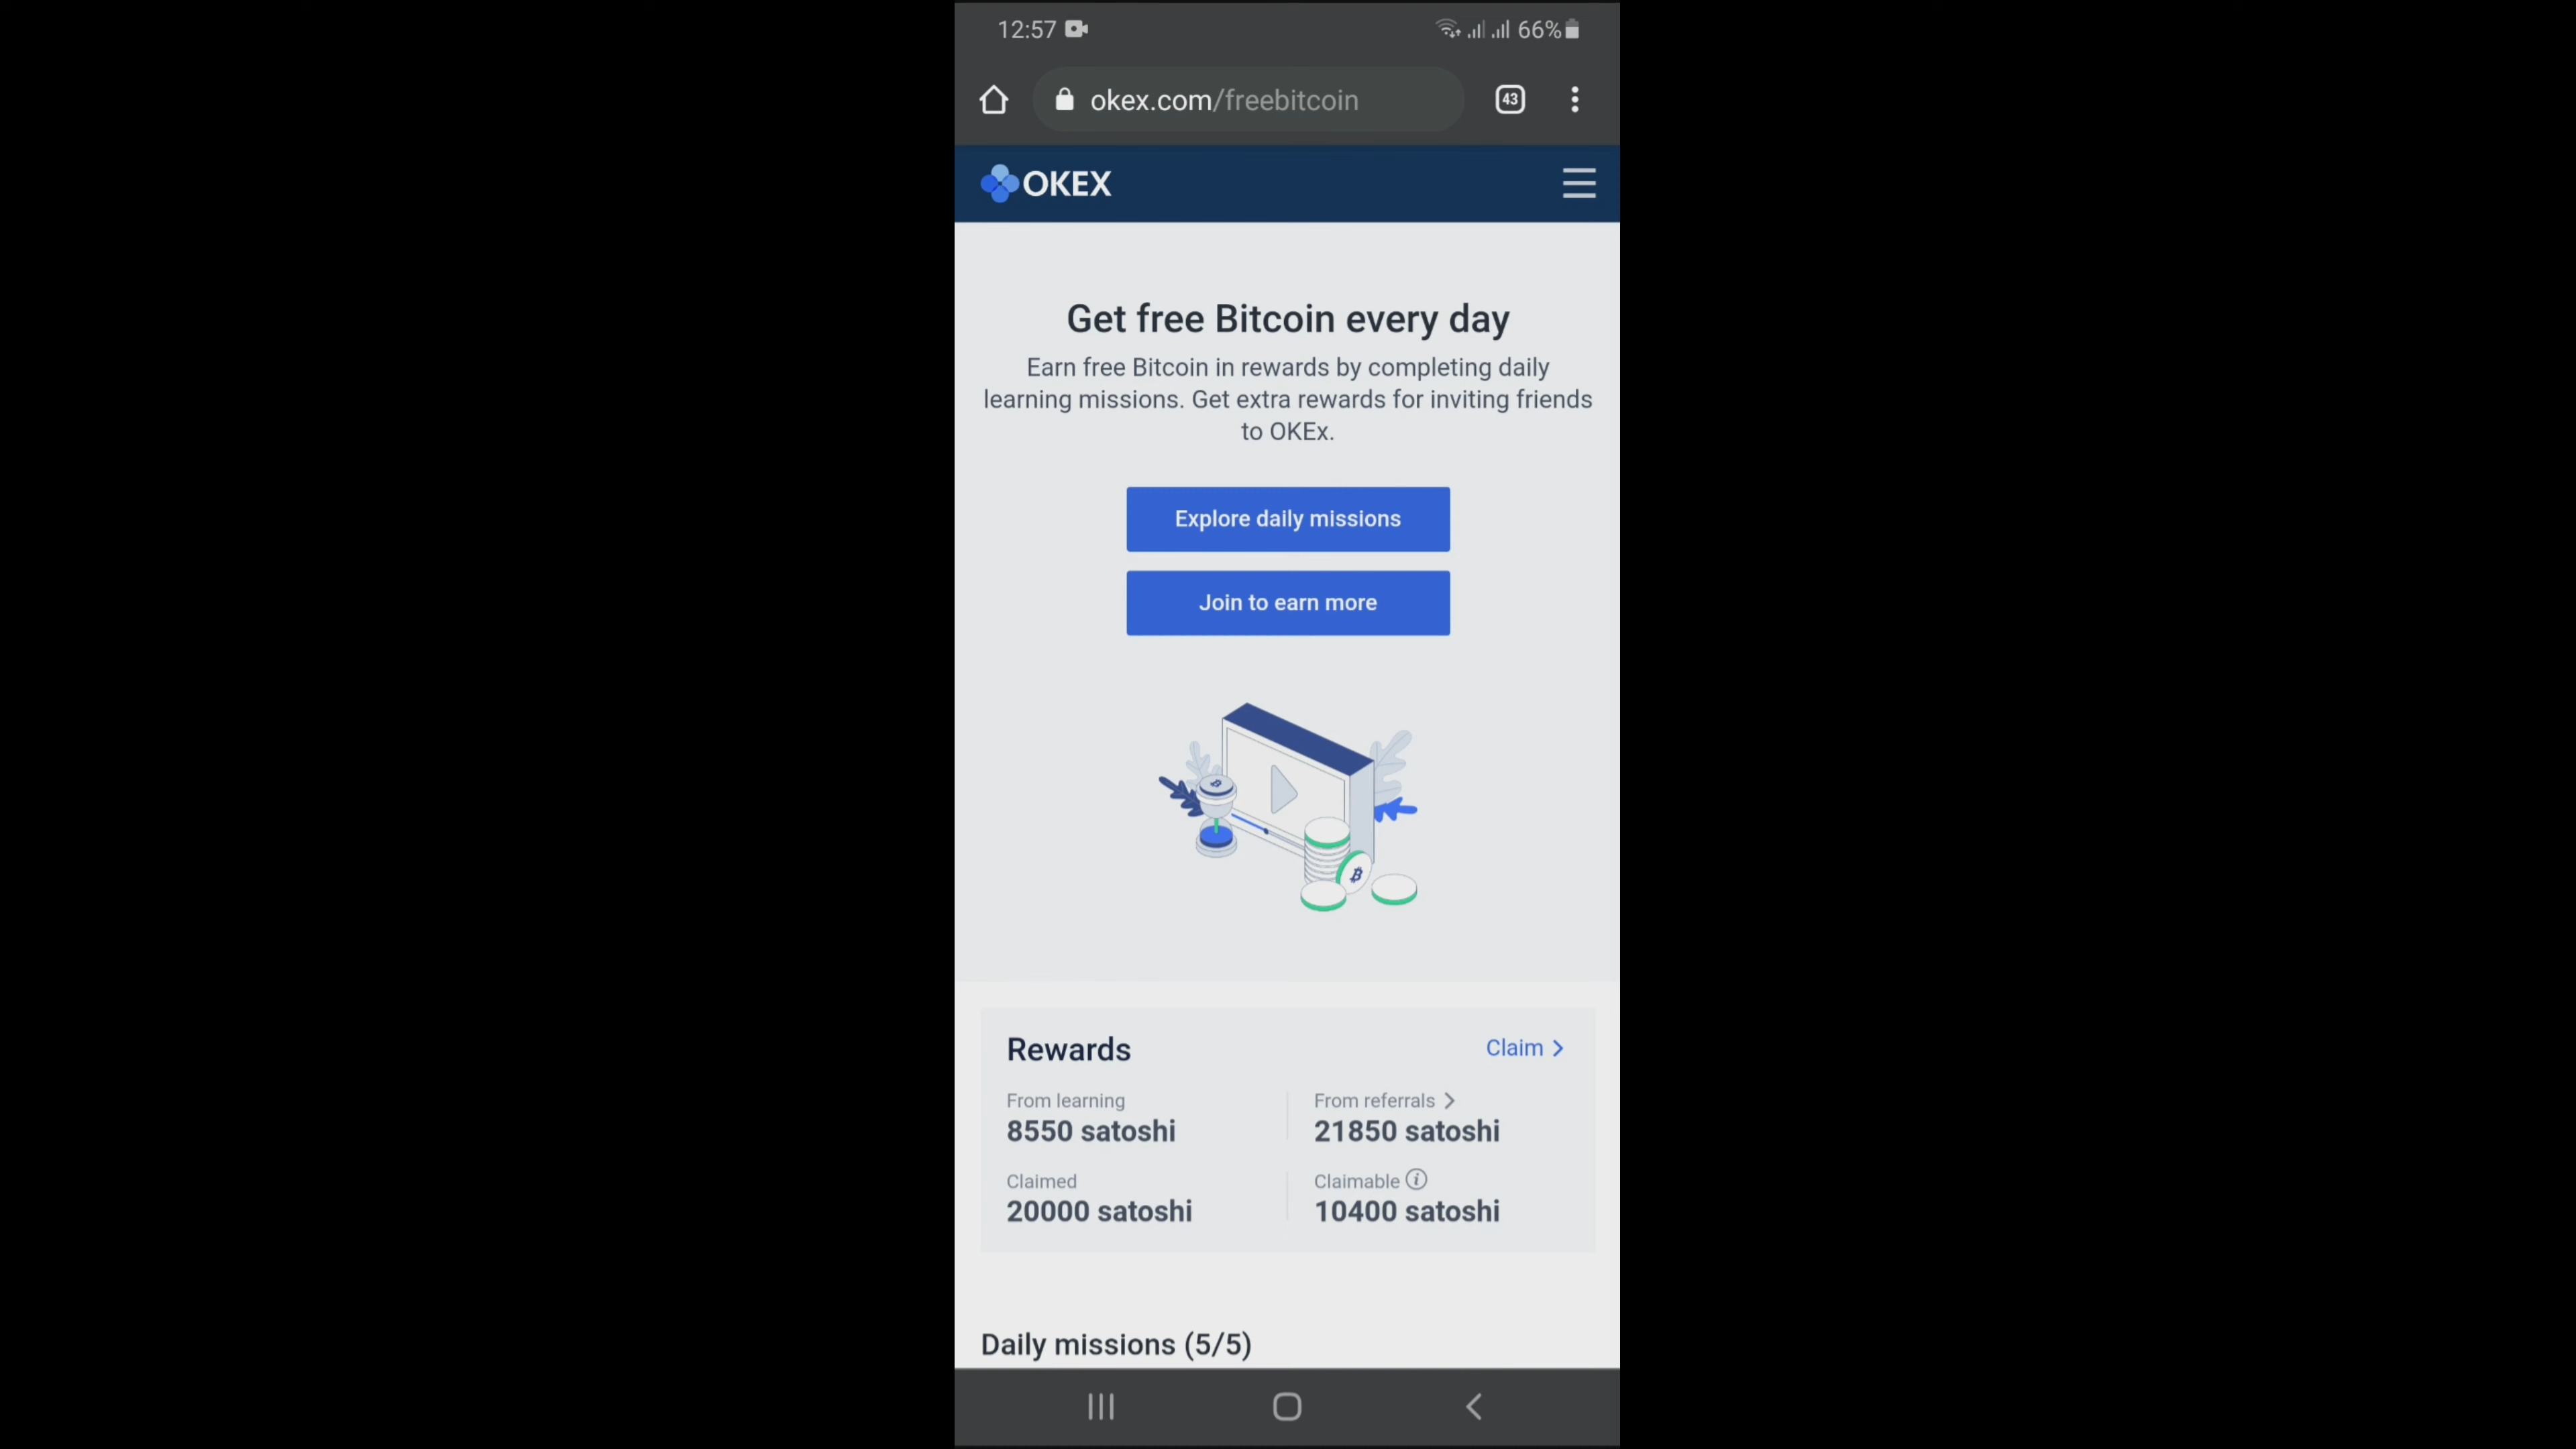 12:57
66%
okex.com/freebitcoin
43
OKEX
Get free Bitcoin every day
Earn free Bitcoin in rewards by completing daily
learning missions. Get extra rewards for inviting friends
to OKEx.
Explore daily missions
Join to earn more
Rewards
Claim
From learning
8550 satoshi
From referrals
21850 satoshi
Claimed
20000 satoshi
Claimable
10400 satoshi
Daily missions (5/5)